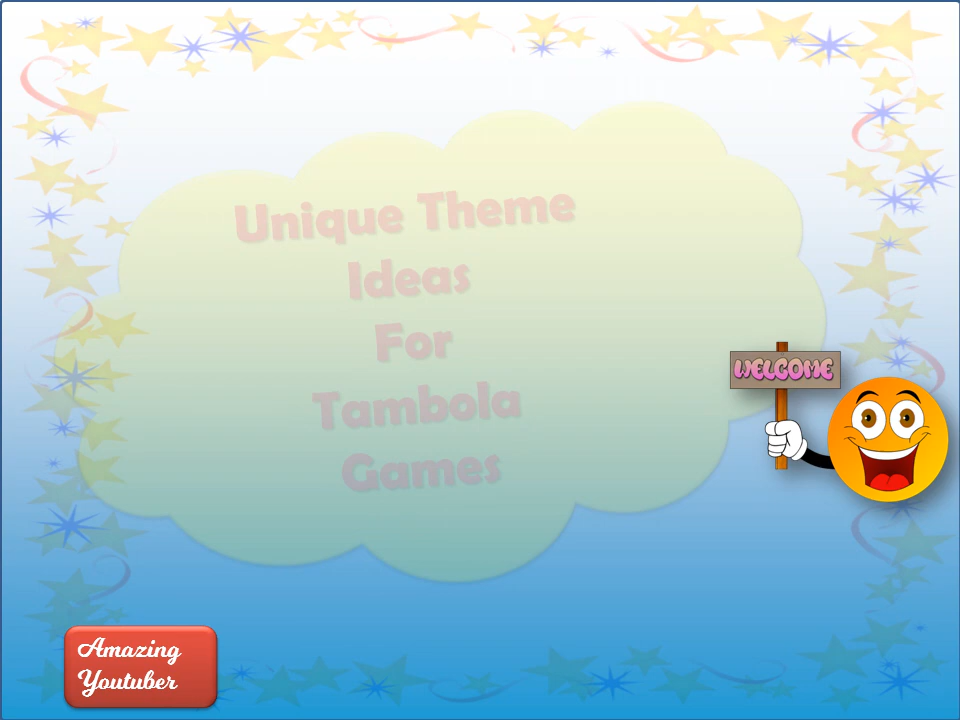 Unique Theme
Ideas
For
Tambola
Games
WELCOME
Amazing
Youtuber